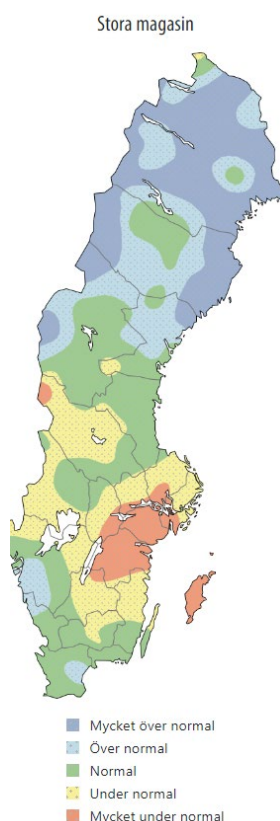 Stora magasin
Mycket över normal
Över normal
Normal
Under normal
Mycket under normal